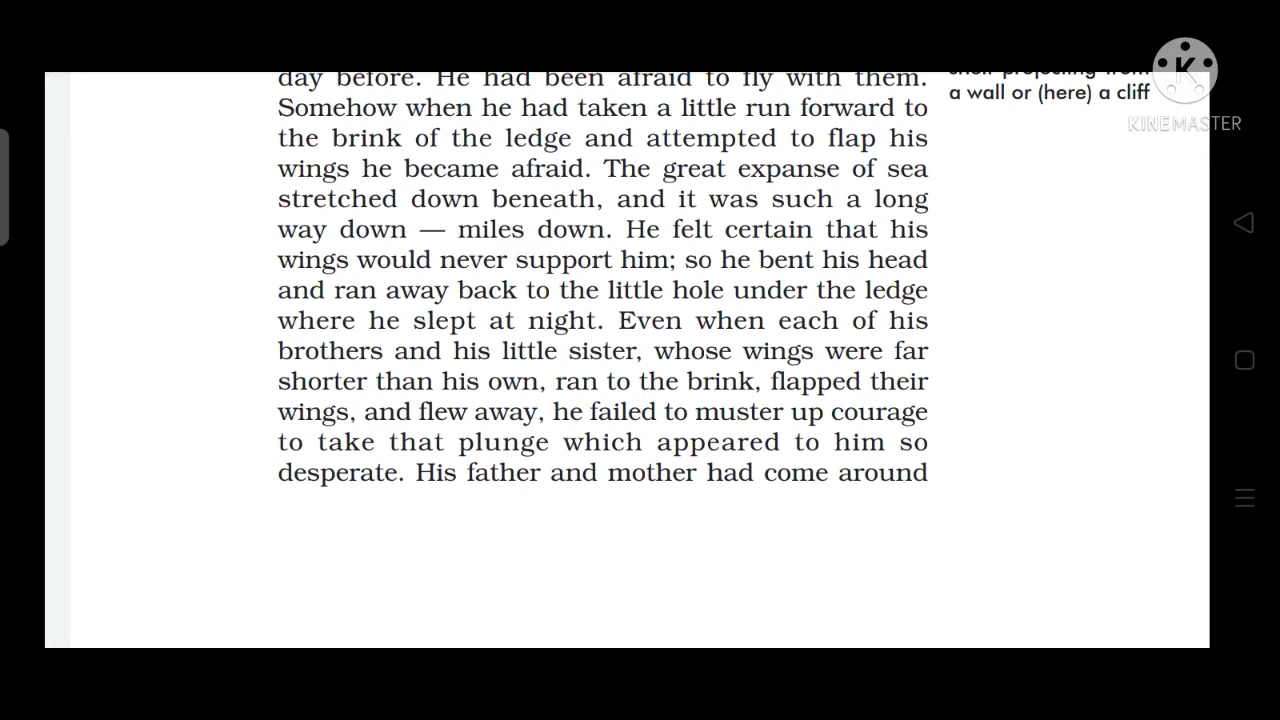 day before. He had been afraid to fly with them.
Somehow when he had taken a little run forward to
the brink of the ledge and attempted to flap his
wings he became afraid. The great expanse of sea
stretched down beneath, and it was such a long
way down — miles down. He felt certain that his
wings would never support him; so he bent his head
and ran away back to the little hole under the ledge
where he slept at night. Even when each of his
brothers and his little sister, whose wings were far
shorter than his own, ran to the brink, flapped their
wings, and flew away, he failed to muster up courage
to take that plunge which appeared to him so
desperate. His father and mother had come around
projecting from
a wall or (here) a cliff
K
KINEMASTER